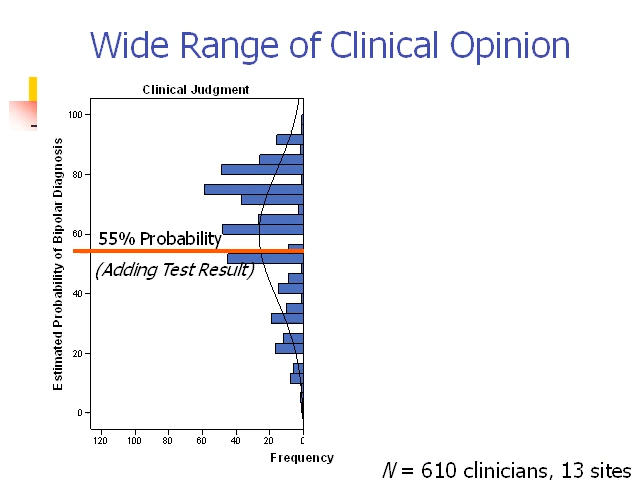 Wide Range of Clinical Opinion
Clinical Judgment
Estimated Probability of Bipolar Diagnosis
100
80
60
40
20
0
55% Probability
(Adding Test Result)
120 100 80 60 40 20
Frequency
N = 610 clinicians, 13 sites